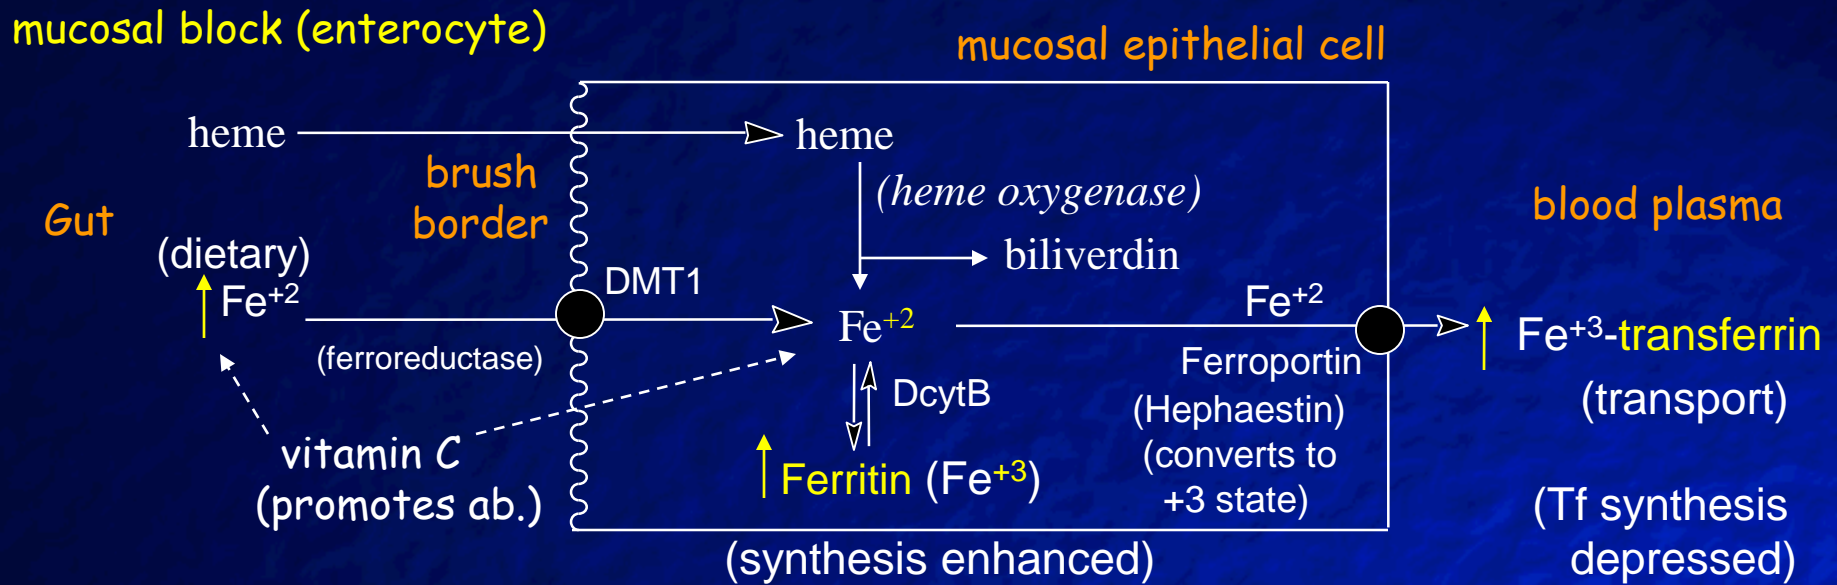 mucosal block (enterocyte)
mucosal epithelial cell
heme
heme
brush
border
(heme oxygenase)
Gut
blood plasma
(dietary)
biliverdin
Fe+2
DMT1
Fe+2
Fe+2
(ferroreductase)
Ferroportin
Fe+3-transferrin
DcytB
(Hephaestin)
(transport)
vitamin C
(converts to
(promotes ab.)
Ferritin (Fe+3)
+3 state)
(Tf synthesis
depressed)
(synthesis enhanced)